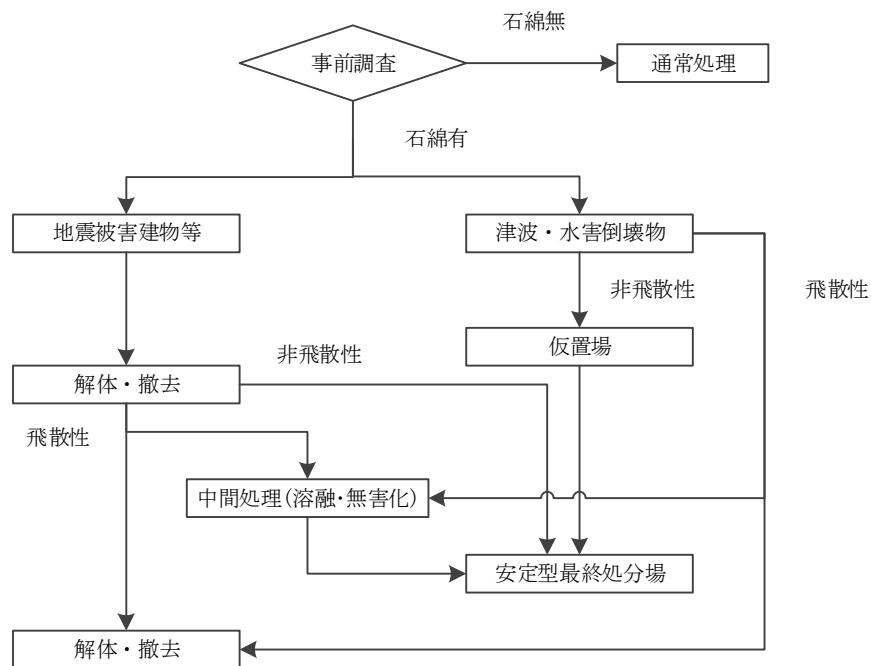 石綿無
事前調査
通常処理
石綿有
地震被害建物等
津波・水害倒壊物
非飛散性
飛散性
仮置場
非飛散性
解体・撤去
飛散性
中間処理(溶融・無害化)
安定型最終処分場
解体・撤去